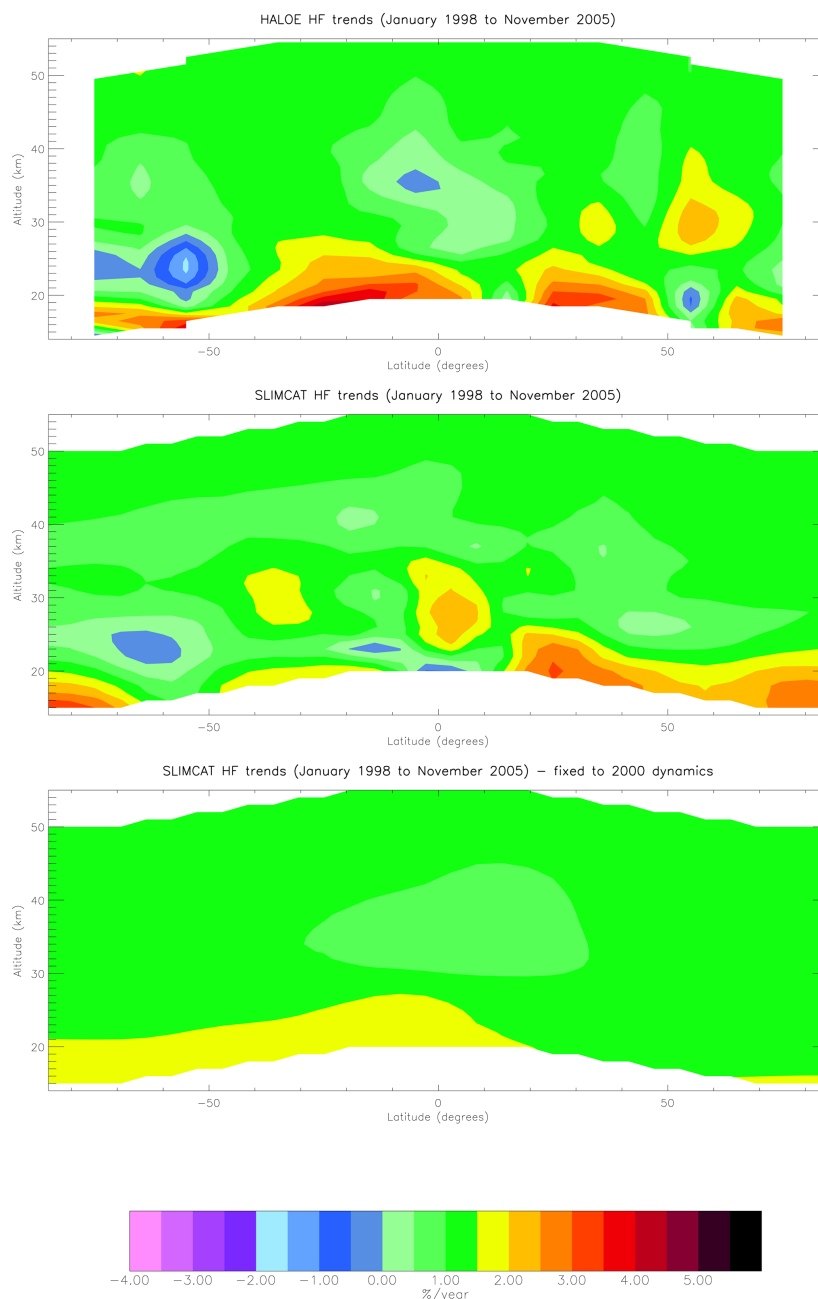 HALOE HF trends (January 1998 to November 2005)
50
40
30
20
Altitude (km)
−50 0 50
Latitude (degrees)
SLIMCAT HF trends (January 1998 to November 2005)
50
40
30
20
Altitude (km)
−50 0 50
Latitude (degrees)
SLIMCAT HF trends (January 1998 to November 2005) − fixed to 2000 dynamics
50
40
30
20
Altitude (km)
−50 0 50
Latitude (degrees)
−4.00 −3.00 −2.00 −1.00 0.00 1.00 2.00 3.00 4.00 5.00
%/year